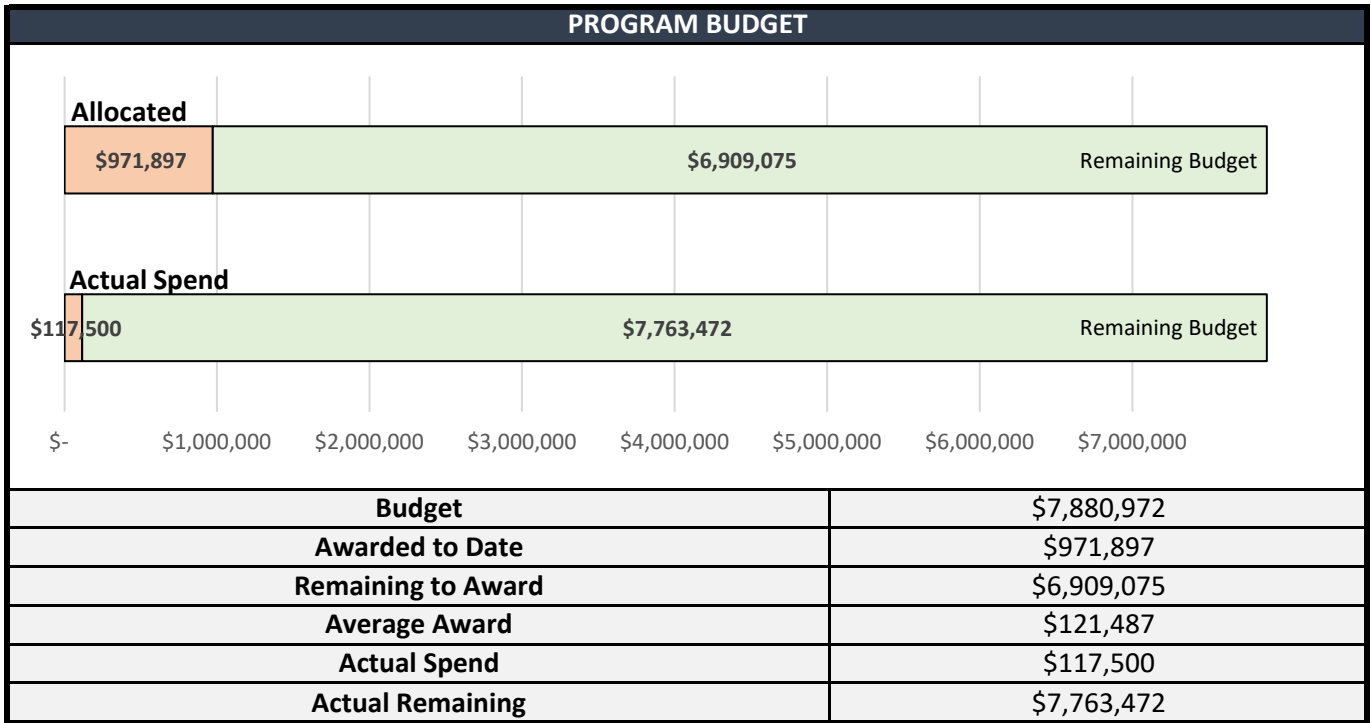 PROGRAM BUDGET
Allocated
$971,897 $6,909,075 Remaining Budget
Actual Spend
$117,500 $7,763,472 Remaining Budget
$- $1,000,000 $2,000,000 $3,000,000 $4,000,000 $5,000,000 $6,000,000 $7,000,000
Budget $7,880,972
Awarded to Date $971,897
Remaining to Award $6,909,075
Average Award $121,487
Actual Spend $117,500
Actual Remaining $7,763,472